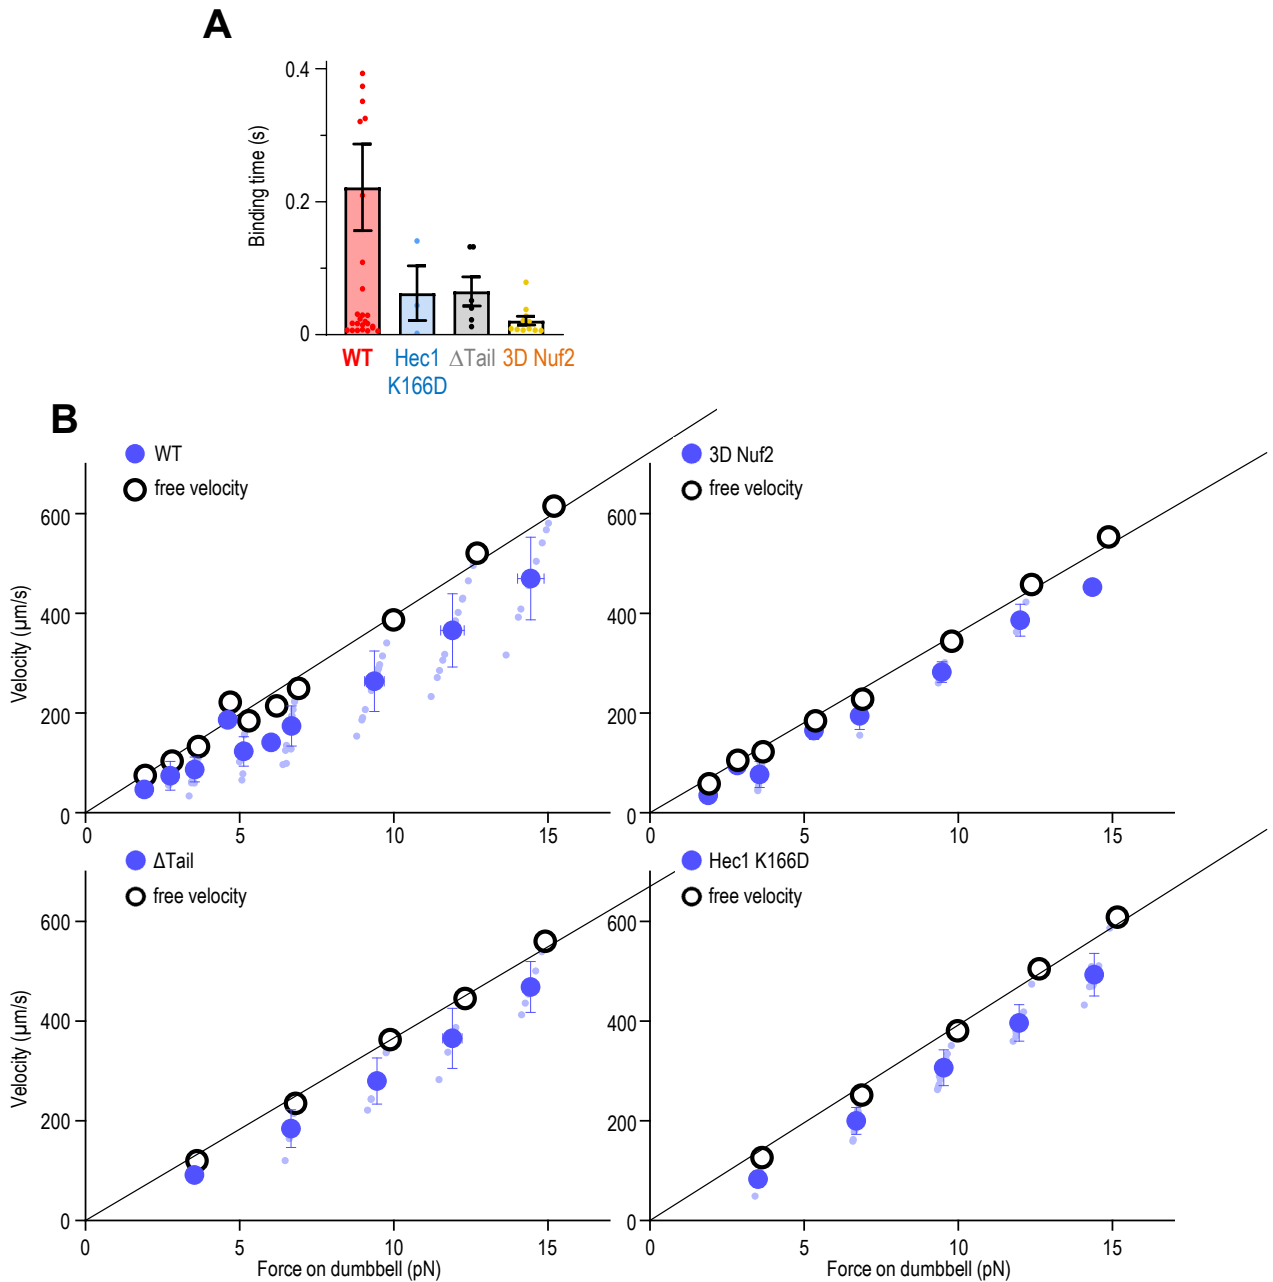 A
0.4
0.2
0
Binding time (s)
WT
Hec1
K166D
ΔTail
3D Nuf2
B
WT
free velocity
600
400
200
0
Velocity (µm/s)
0 5 10 15
3D Nuf2
free velocity
600
400
200
0
0 5 10 15
ΔTail
free velocity
600
400
200
0
Velocity (µm/s)
0 5 10 15
Force on dumbbell (pN)
Hec1 K166D
free velocity
600
400
200
0
0 5 10 15
Force on dumbbell (pN)